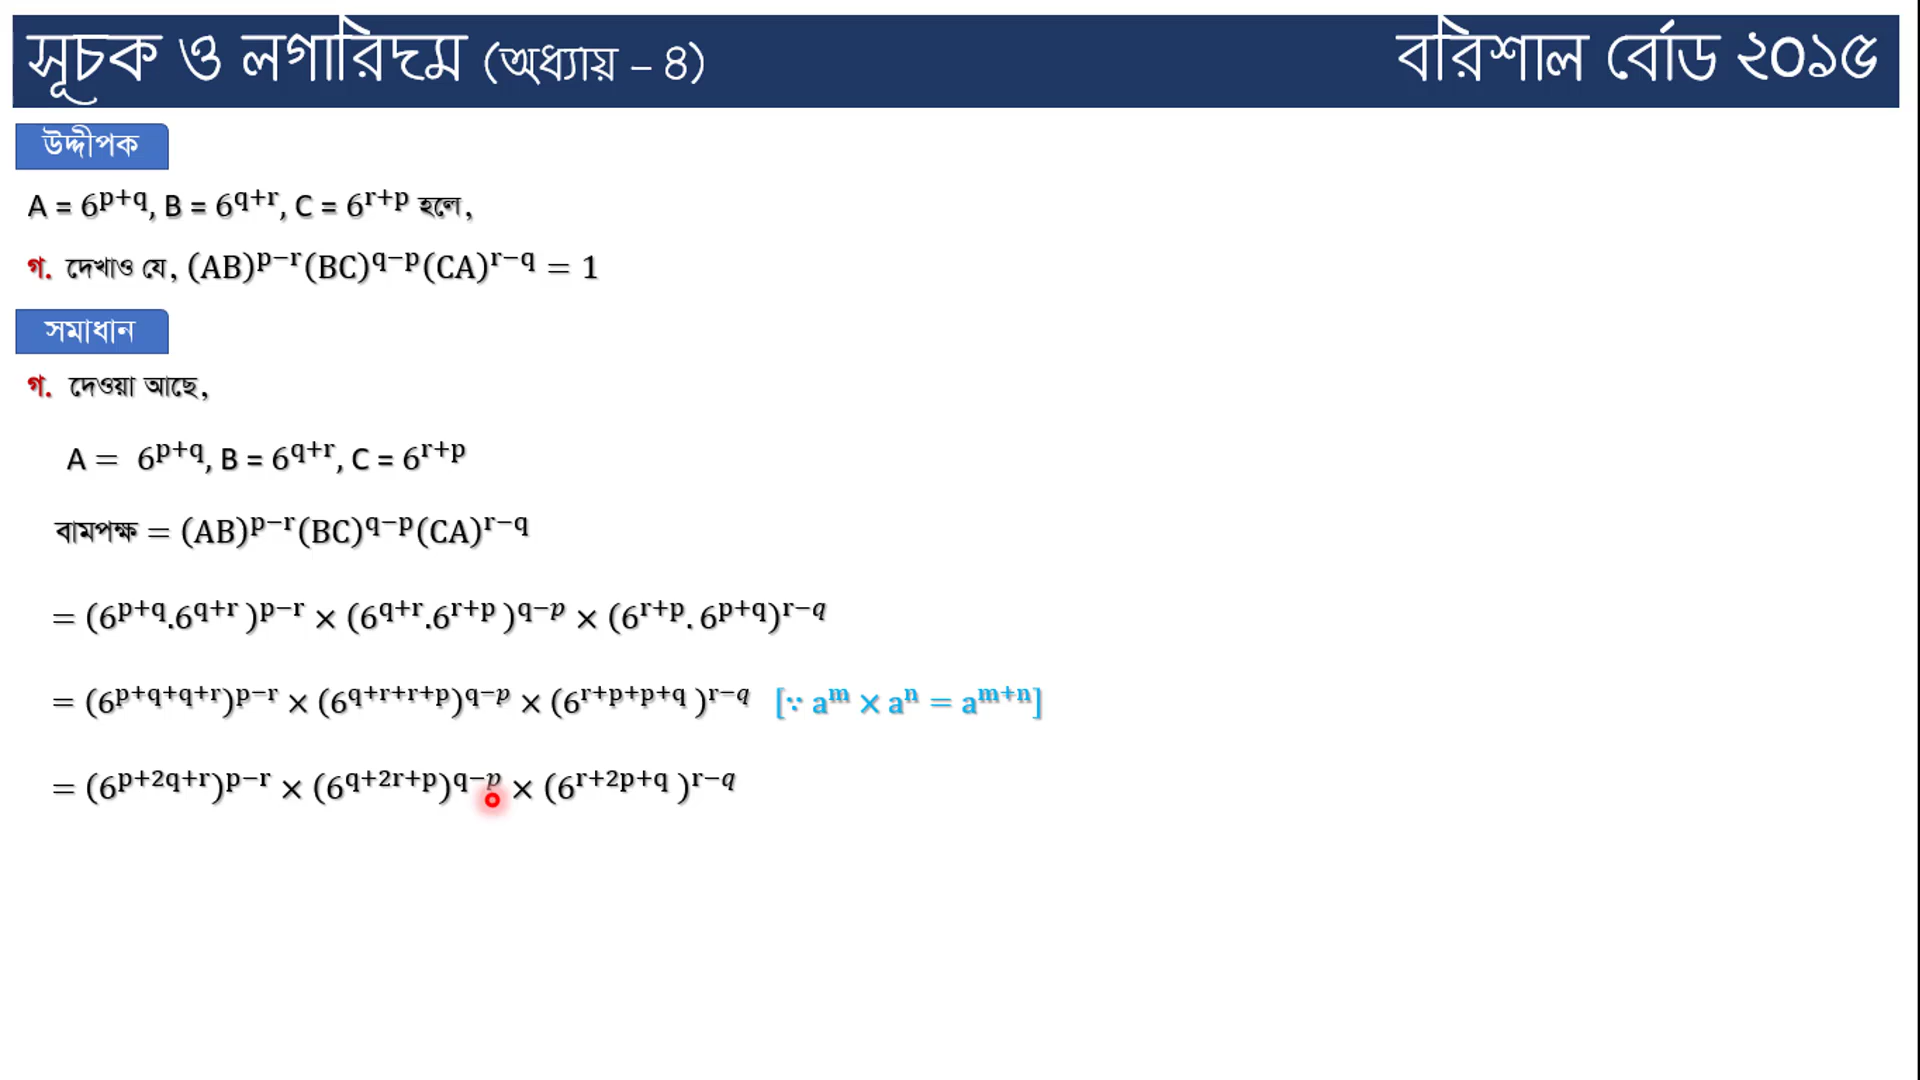 সূচক ও লগারিদম (অধ্যায় – ৪) বরিশাল বোর্ড ২০১৫
উদ্দীপক
A = 6^{p+q}, B = 6^{q+r}, C = 6^{r+p} হলে,
গ. দেখাও যে, (AB)^{p−r}(BC)^{q−p}(CA)^{r−q} = 1
সমাধান
গ. দেওয়া আছে,
A = 6^{p+q}, B = 6^{q+r}, C = 6^{r+p}
বামপক্ষ = (AB)^{p−r}(BC)^{q−p}(CA)^{r−q}
= (6^{p+q}.6^{q+r})^{p−r} × (6^{q+r}.6^{r+p})^{q−p} × (6^{r+p}.6^{p+q})^{r−q}
= (6^{p+q+q+r})^{p−r} × (6^{q+r+r+p})^{q−p} × (6^{r+p+p+q})^{r−q} [∵ a^m × a^n = a^{m+n}]
= (6^{p+2q+r})^{p−r} × (6^{q+2r+p})^{q−p} × (6^{r+2p+q})^{r−q}